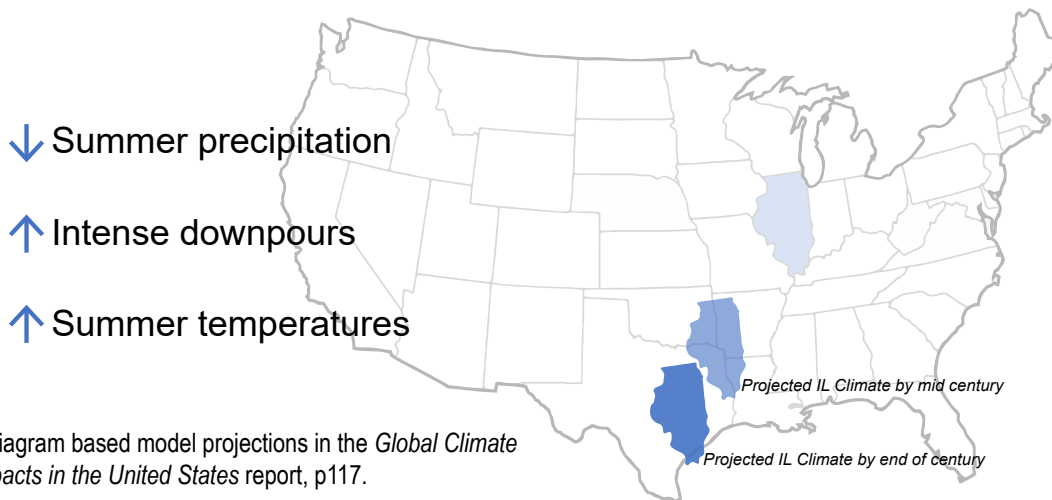 Summer precipitation
Intense downpours
Summer temperatures
Projected IL Climate by mid century
Projected IL Climate by end of century
iagram based model projections in the Global Climate
pacts in the United States report, p117.